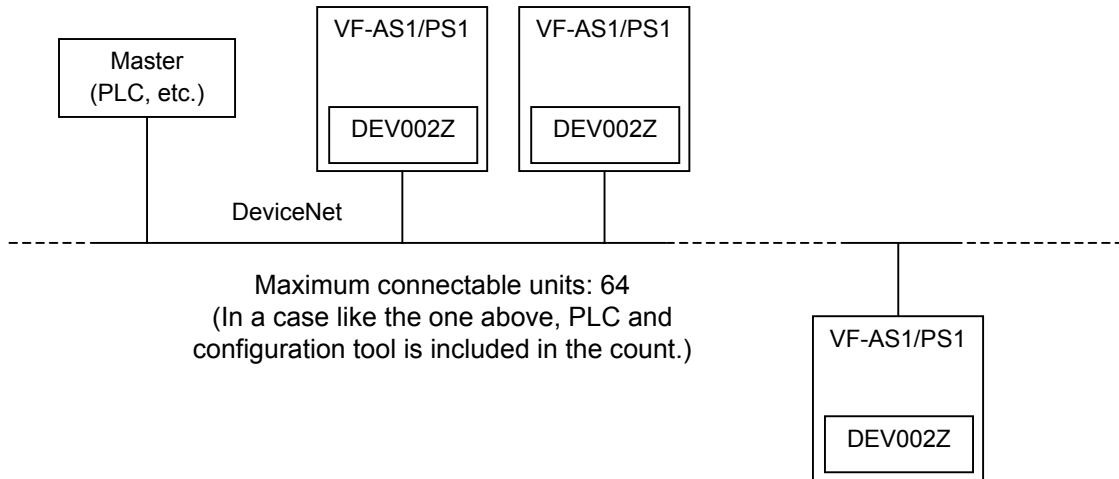 Master
(PLC, etc.)
VF-AS1/PS1
DEV002Z
VF-AS1/PS1
DEV002Z
DeviceNet
Maximum connectable units: 64
(In a case like the one above, PLC and
configuration tool is included in the count.)
VF-AS1/PS1
DEV002Z